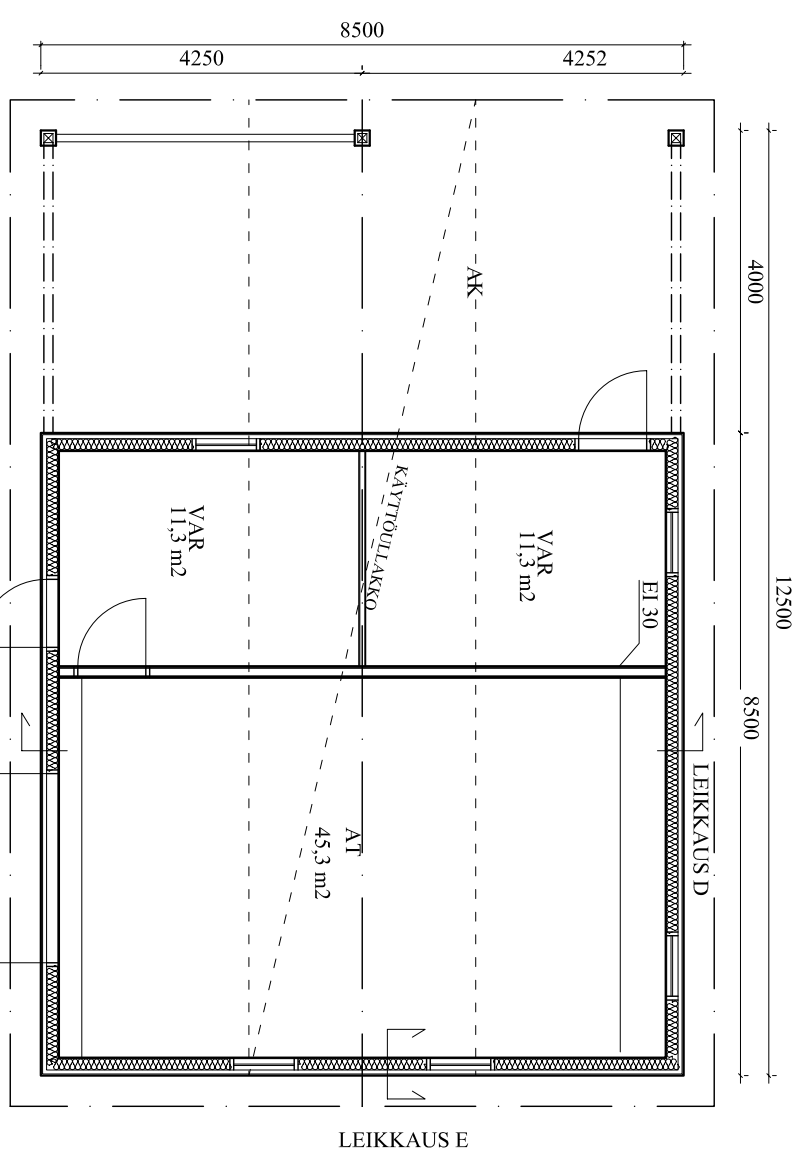 8500
4250
4252
4000
AK
KÄYTTÖULLAKKO
VAR
11,3 m2
VAR
11,3 m2
EI 30
12500
8500
LEIKKAUS D
AT
45,3 m2
LEIKKAUS E